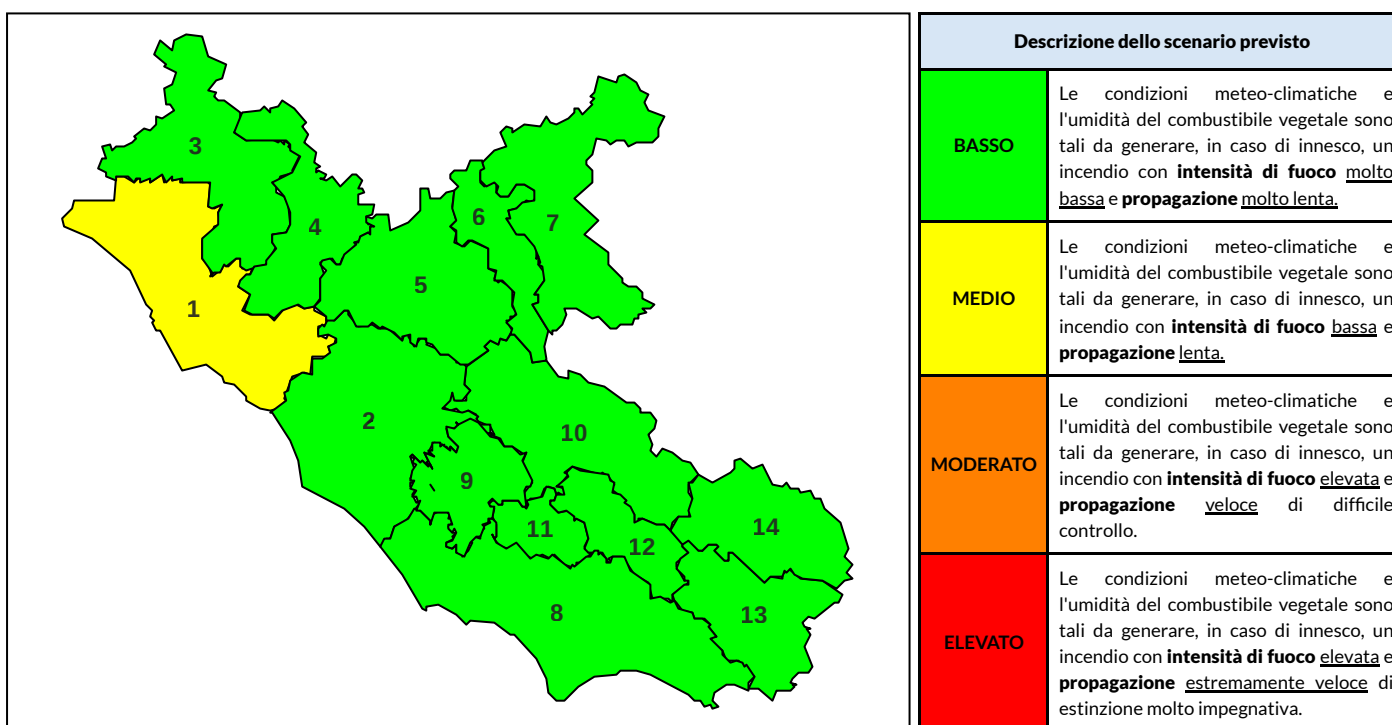 3
4
6
7
5
1
2
10
9
11
12
14
8
13
Descrizione dello scenario previsto
BASSO
Le condizioni meteo-climatiche e
l'umidità del combustibile vegetale sono
tali da generare, in caso di innesco, un
incendio con intensità di fuoco molto
bassa e propagazione molto lenta.
MEDIO
Le condizioni meteo-climatiche e
l'umidità del combustibile vegetale sono
tali da generare, in caso di innesco, un
incendio con intensità di fuoco bassa e
propagazione lenta.
MODERATO
Le condizioni meteo-climatiche e
l'umidità del combustibile vegetale sono
tali da generare, in caso di innesco, un
incendio con intensità di fuoco elevata e
propagazione veloce di difficile
controllo.
ELEVATO
Le condizioni meteo-climatiche e
l'umidità del combustibile vegetale sono
tali da generare, in caso di innesco, un
incendio con intensità di fuoco elevata e
propagazione estremamente veloce di
estinzione molto impegnativa.